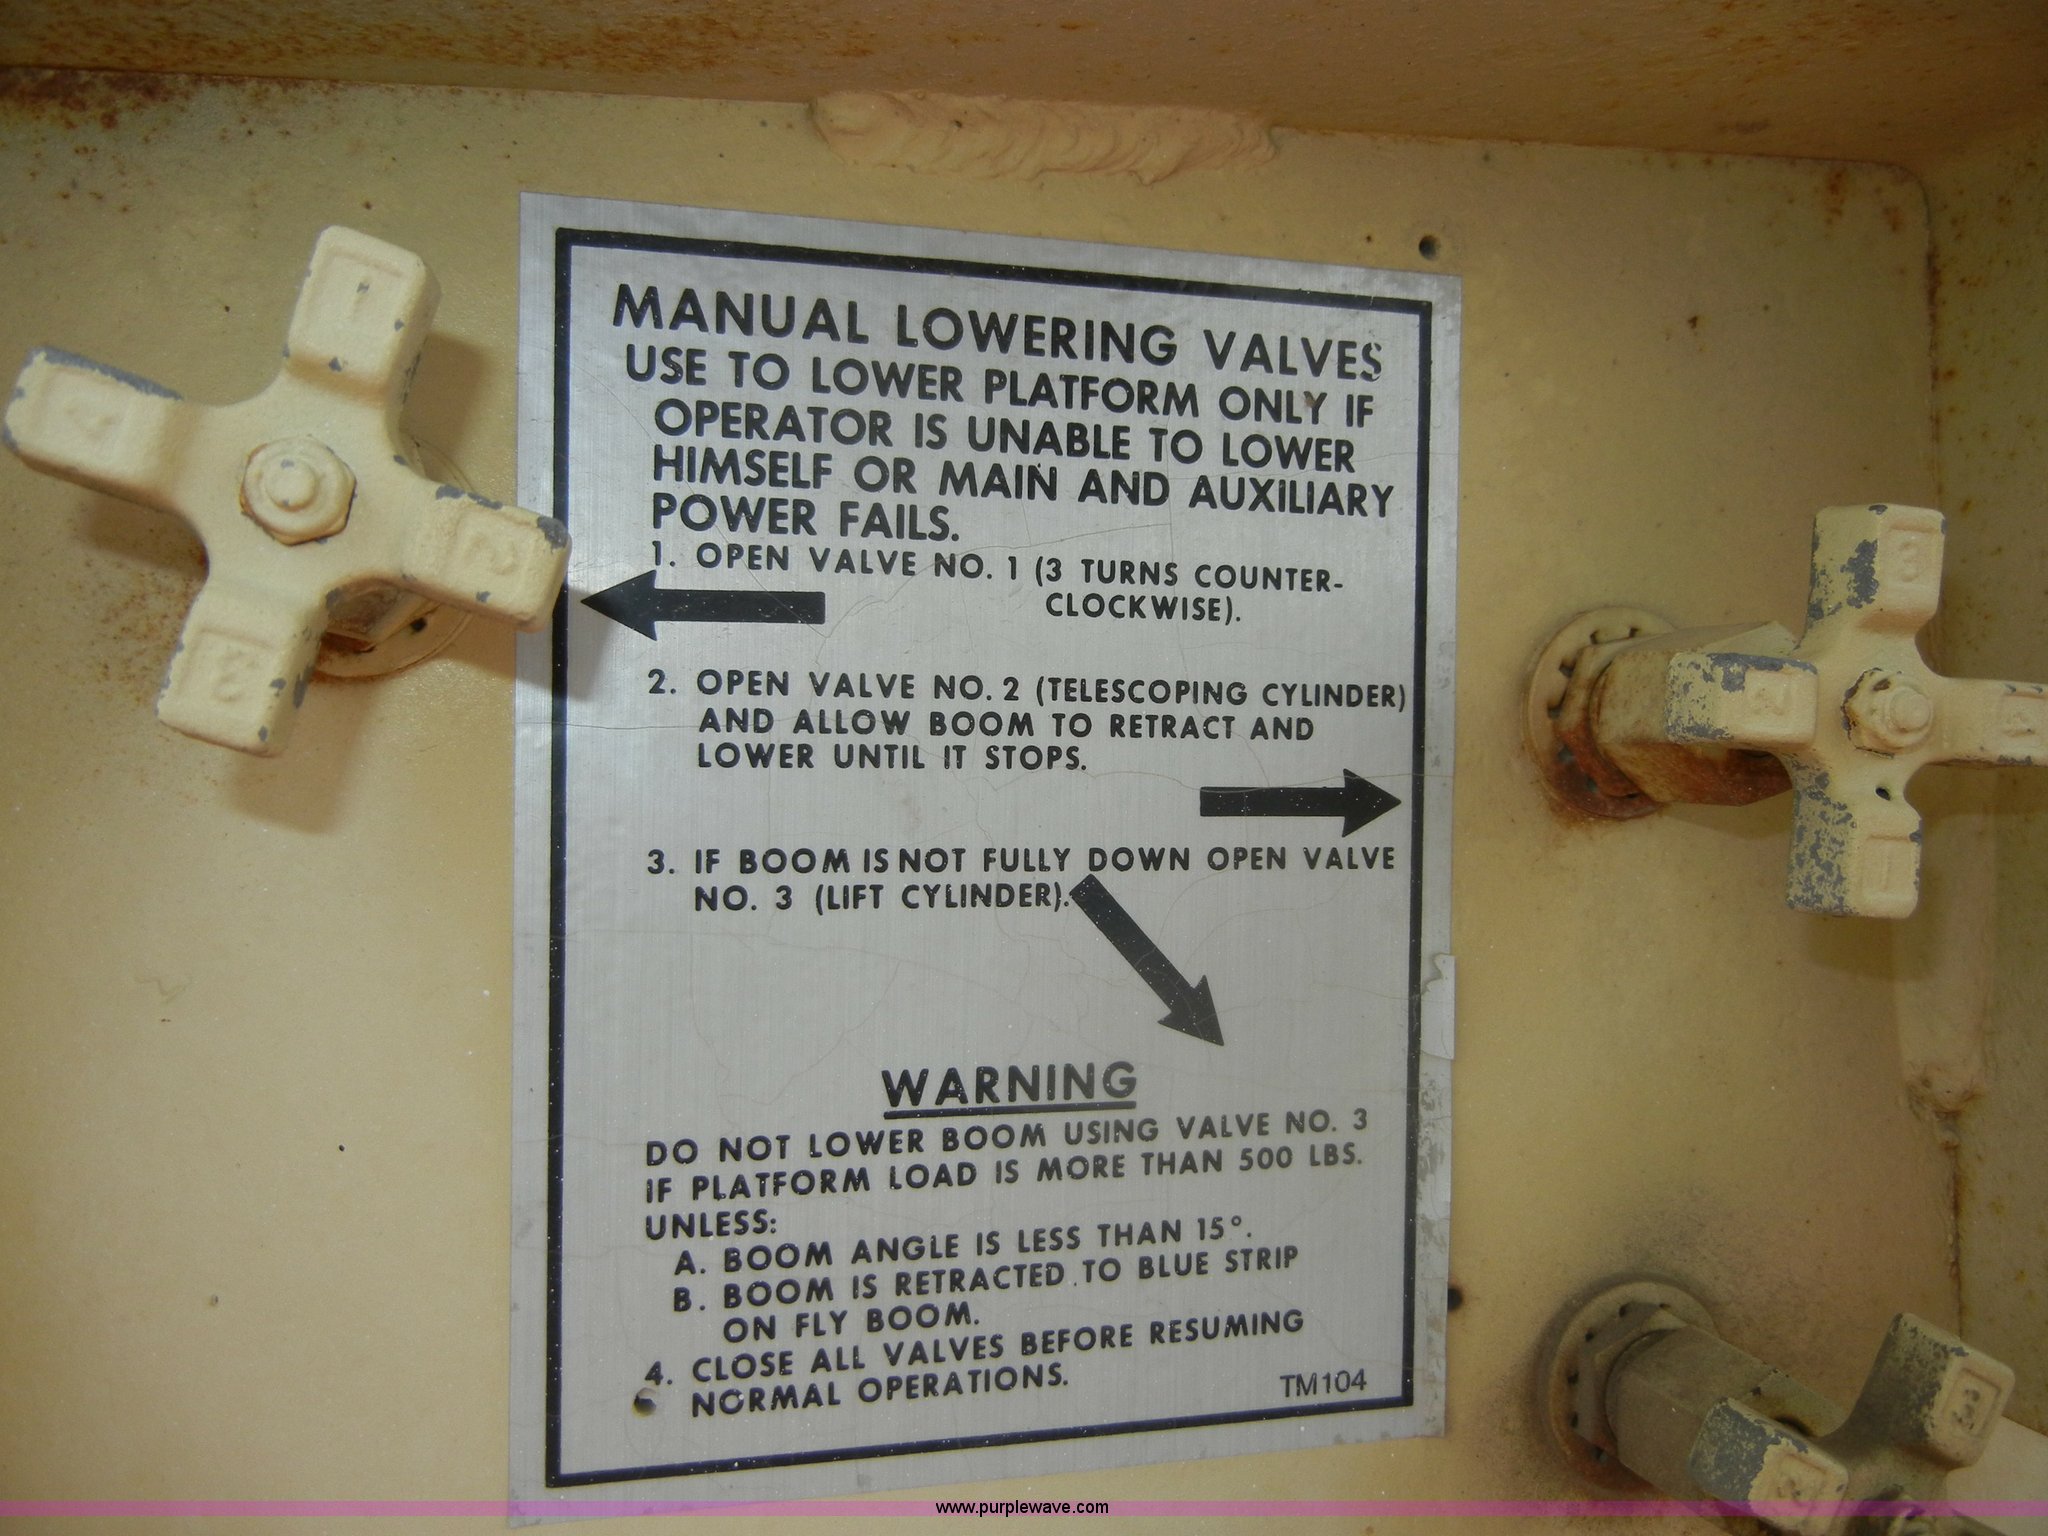 MANUAL LOWERING VALVES
USE TO LOWER PLATFORM ONLY IF
OPERATOR IS UNABLE TO LOWER
HIMSELF OR MAIN AND AUXILIARY
POWER FAILS.
1. OPEN VALVE NO. 1 (3 TURNS COUNTER-
CLOCKWISE).
2. OPEN VALVE NO. 2 (TELESCOPING CYLINDER)
AND ALLOW BOOM TO RETRACT AND
LOWER UNTIL IT STOPS.
3. IF BOOM IS NOT FULLY DOWN OPEN VALVE
NO. 3 (LIFT CYLINDER).
WARNING
DO NOT LOWER BOOM USING VALVE NO. 3
IF PLATFORM LOAD IS MORE THAN 500 LBS.
UNLESS:
A. BOOM ANGLE IS LESS THAN 15°.
B. BOOM IS RETRACTED TO BLUE STRIP
ON FLY BOOM.
4. CLOSE ALL VALVES BEFORE RESUMING
NORMAL OPERATIONS.
TM104
www.purplewave.com